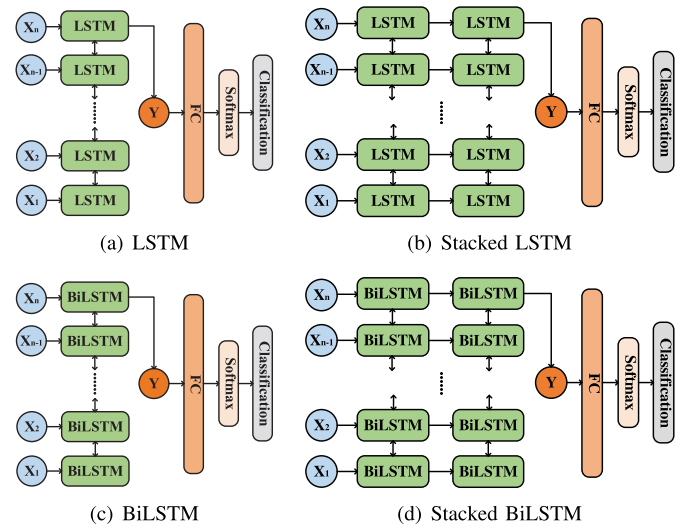 Xn LSTM
Xn-1 LSTM
X2 LSTM
X1 LSTM
Y
FC
Softmax
Classification
(a) LSTM
Xn LSTM LSTM
Xn-1 LSTM LSTM
X2 LSTM LSTM
X1 LSTM LSTM
Y
FC
Softmax
Classification
(b) Stacked LSTM
Xn BiLSTM
Xn-1 BiLSTM
X2 BiLSTM
X1 BiLSTM
Y
FC
Softmax
Classification
(c) BiLSTM
Xn BiLSTM BiLSTM
Xn-1 BiLSTM BiLSTM
X2 BiLSTM BiLSTM
X1 BiLSTM BiLSTM
Y
FC
Softmax
Classification
(d) Stacked BiLSTM